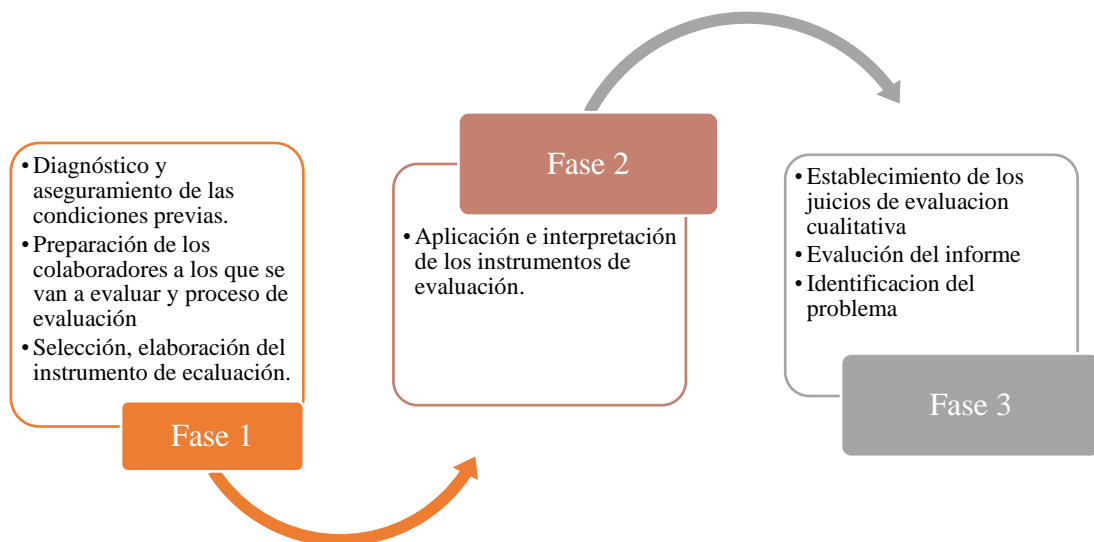 • Diagnóstico y
aseguramiento de las
condiciones previas.
• Preparación de los
colaboradores a los que se
van a evaluar y proceso de
evaluación
• Selección, elaboración del
instrumento de ecaluación.
Fase 1
Fase 2
• Aplicación e interpretación
de los instrumentos de
evaluación.
• Establecimiento de los
juicios de evaluacion
cualitativa
• Evalución del informe
• Identificacion del
problema
Fase 3